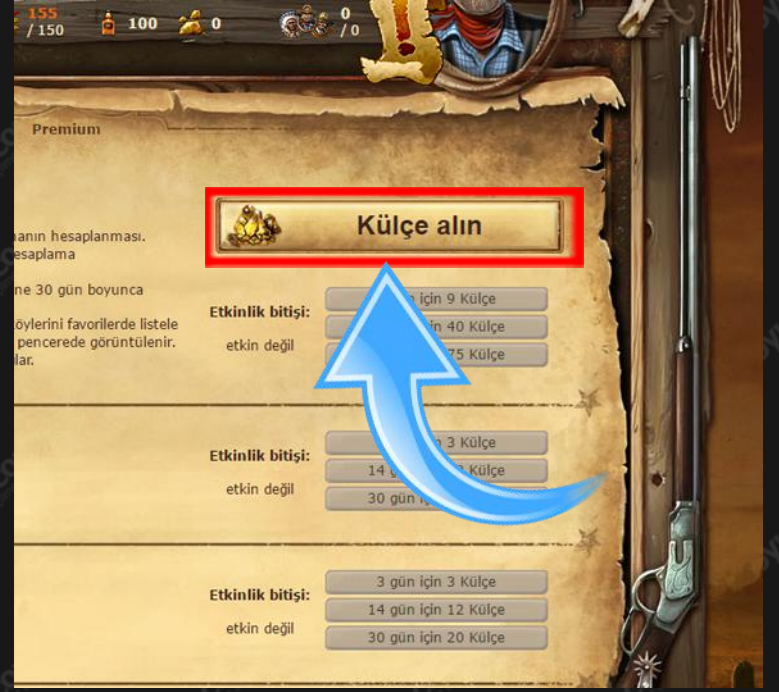 155
/ 150
100
0
0
/ 0
Premium
Külçe alın
anın hesaplanması.
esaplama
ne 30 gün boyunca
öylerini favorilerde listele
pencerede görüntülenir.
lar.
Etkinlik bitişi:
etkin değil
için 9 Külçe
40 Külçe
75 Külçe
Etkinlik bitişi:
etkin değil
3 Külçe
14 Külçe
30 gün
Etkinlik bitişi:
etkin değil
3 gün için 3 Külçe
14 gün için 12 Külçe
30 gün için 20 Külçe